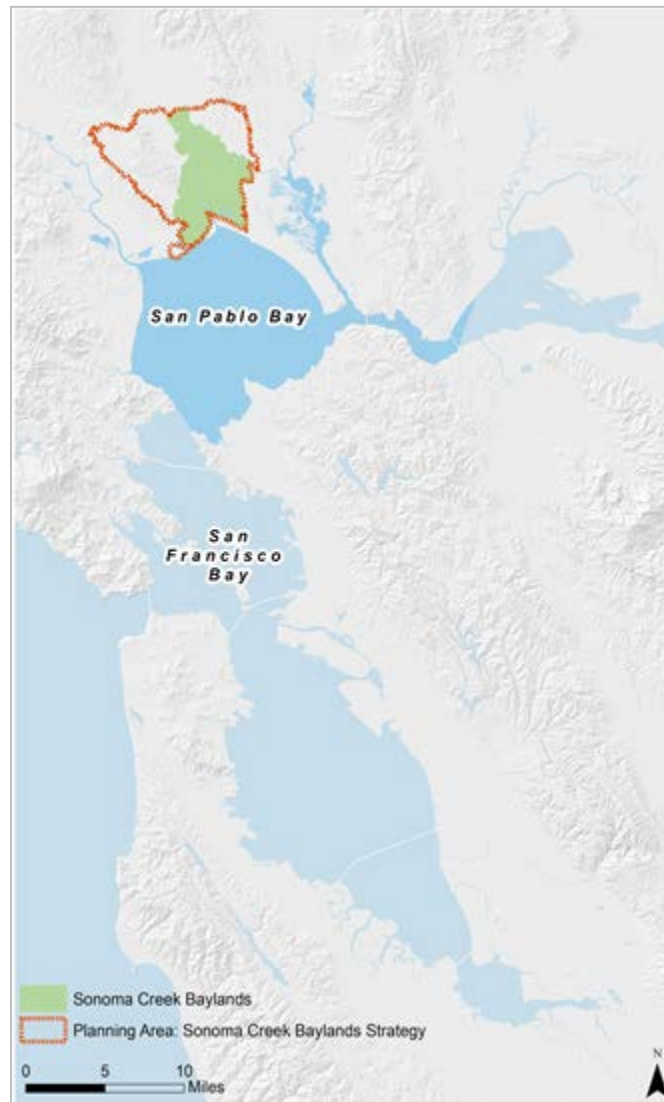 San Pablo Bay
San
Francisco
Bay
Sonoma Creek Baylands
Planning Area: Sonoma Creek Baylands Strategy
0 5 10
Miles
N